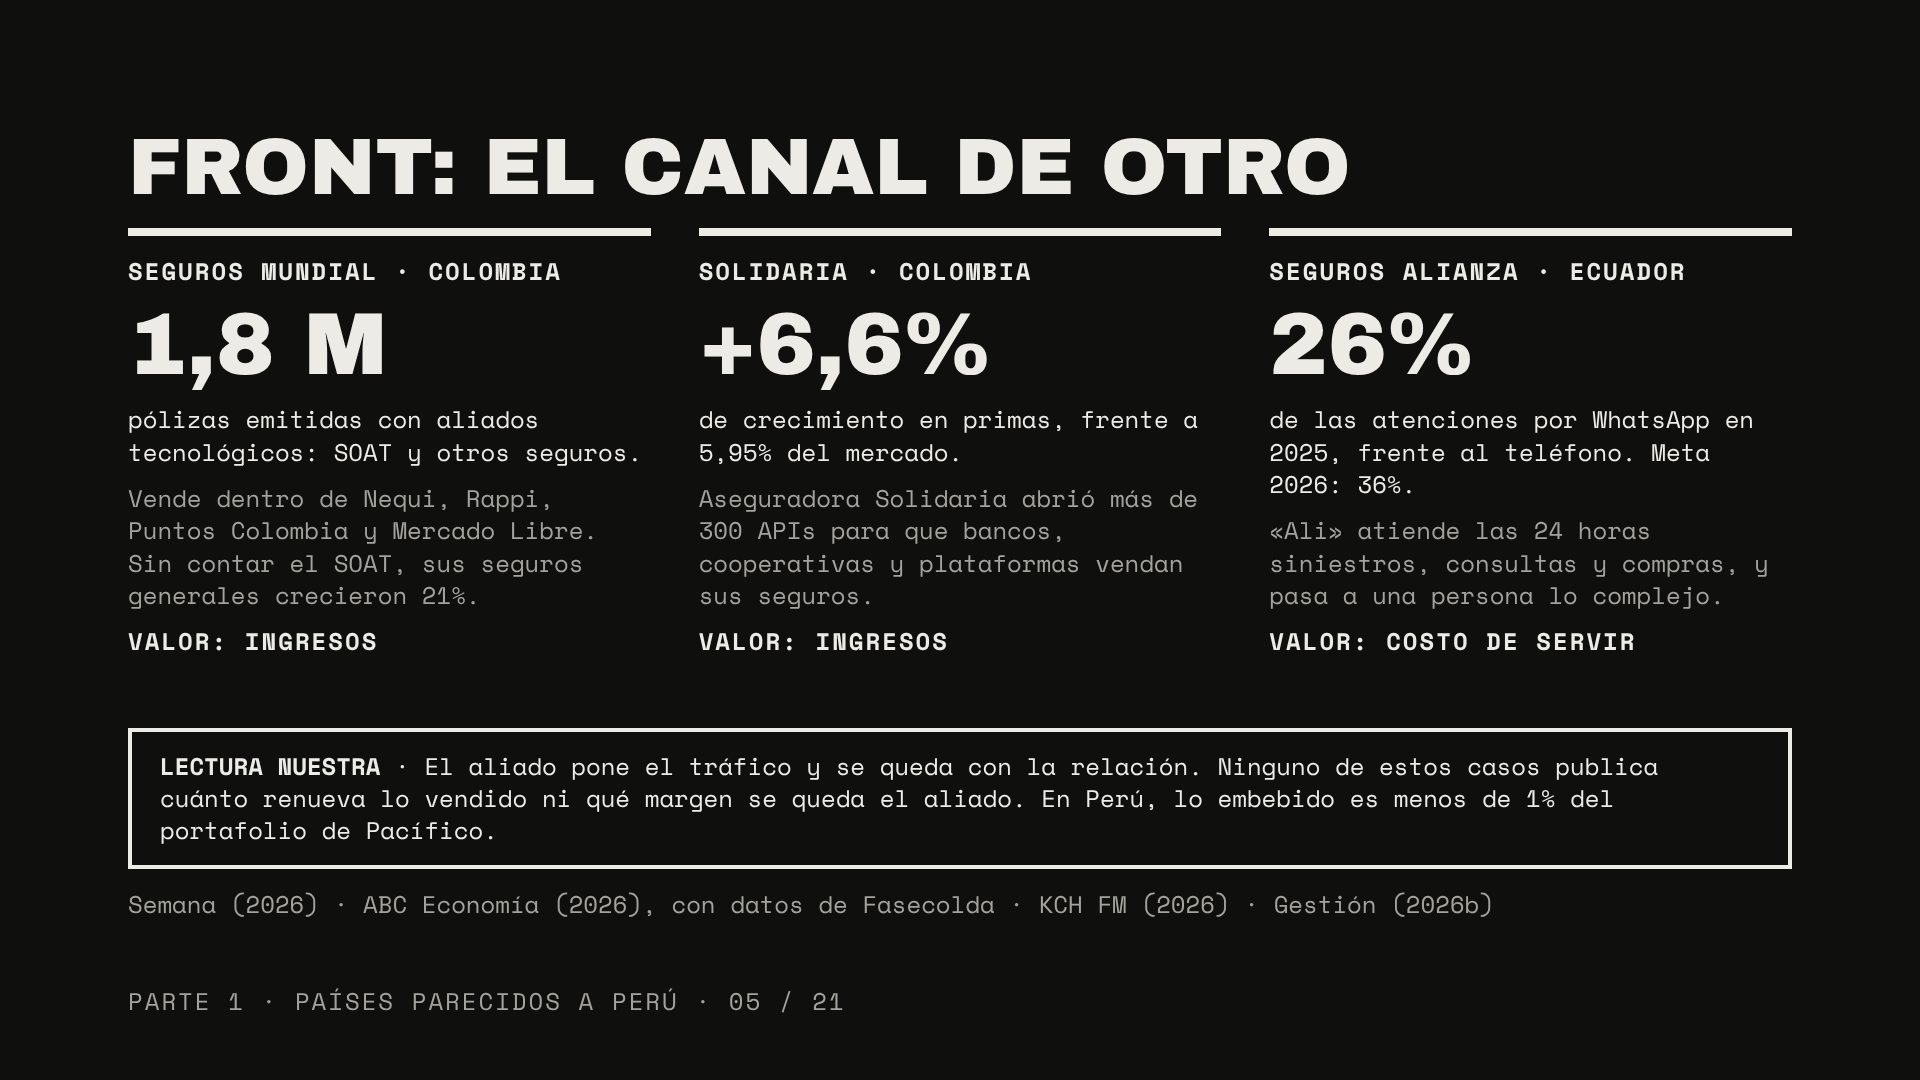 FRONT: EL CANAL DE OTRO
SEGUROS MUNDIAL · COLOMBIA
1,8 M
pólizas emitidas con aliados
tecnológicos: SOAT y otros seguros.
Vende dentro de Nequi, Rappi,
Puntos Colombia y Mercado Libre.
Sin contar el SOAT, sus seguros
generales crecieron 21%.
VALOR: INGRESOS
SOLIDARIA · COLOMBIA
+6,6%
de crecimiento en primas, frente a
5,95% del mercado.
Aseguradora Solidaria abrió más de
300 APIs para que bancos,
cooperativas y plataformas vendan
sus seguros.
VALOR: INGRESOS
SEGUROS ALIANZA · ECUADOR
26%
de las atenciones por WhatsApp en
2025, frente al teléfono. Meta
2026: 36%.
«Ali» atiende las 24 horas
siniestros, consultas y compras, y
pasa a una persona lo complejo.
VALOR: COSTO DE SERVIR
LECTURA NUESTRA · El aliado pone el tráfico y se queda con la relación. Ninguno de estos casos publica
cuánto renueva lo vendido ni qué margen se queda el aliado. En Perú, lo embebido es menos de 1% del
portafolio de Pacífico.
Semana (2026) · ABC Economía (2026), con datos de Fasecolda · KCH FM (2026) · Gestión (2026b)
PARTE 1 · PAÍSES PARECIDOS A PERÚ · 05 / 21